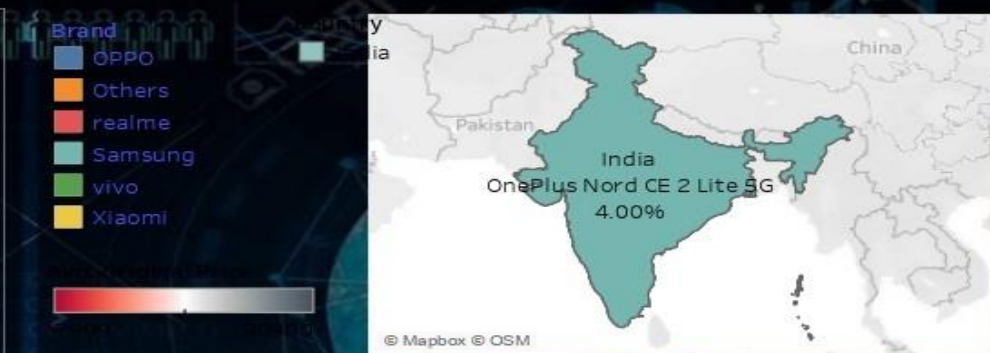 Brand
OPPO
Others
realme
Samsung
vivo
Xiaomi
China
Pakistan
India
OnePlus Nord CE 2 Lite 5G
4.00%
© Mapbox © OSM